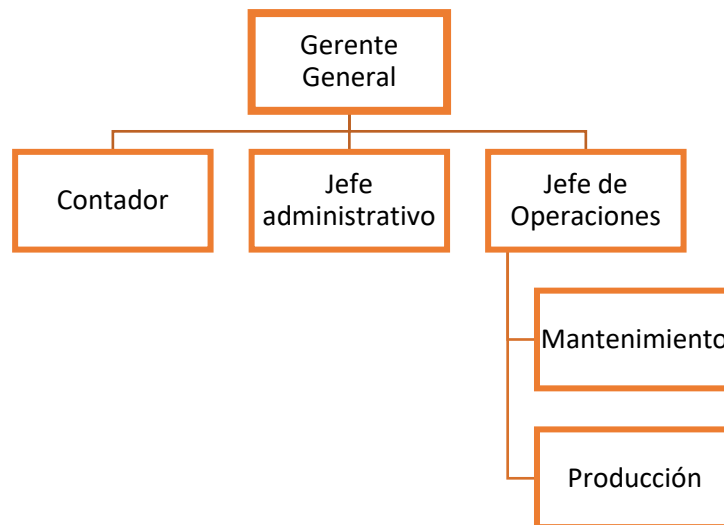 Gerente
General
Contador
Jefe
administrativo
Jefe de
Operaciones
Mantenimiento
Producción